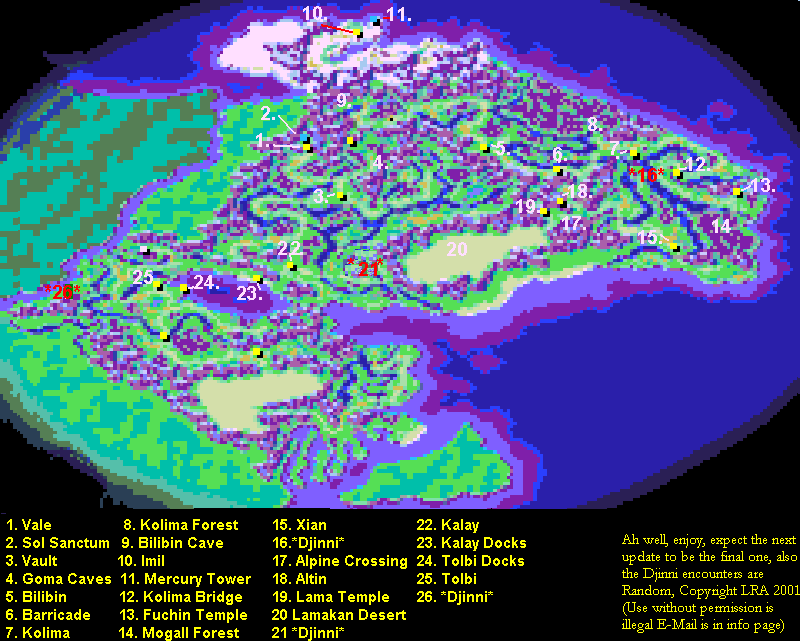 10.
11.
9
2.
1.
8.
5.
7.
4.
6.
*16*
12.
13.
3.
18.
19.
17.
14
15.
22
20
*21*
25
24.
23.
*26*
1. Vale
2. Sol Sanctum
3. Vault
4. Goma Caves
5. Bilibin
6. Barricade
7. Kolima
8. Kolima Forest
9. Bilibin Cave
10. Imil
11. Mercury Tower
12. Kolima Bridge
13. Fuchin Temple
14. Mogall Forest
15. Xian
16.*Djinni*
17. Alpine Crossing
18. Altin
19. Lama Temple
20 Lamakan Desert
21 *Djinni*
22. Kalay
23. Kalay Docks
24. Tolbi Docks
25. Tolbi
26. *Djinni*
Ah well, enjoy, expect the next
update to be the final one, also
the Djinni encounters are
Random, Copyright LRA 2001
(Use without permission is
illegal E-Mail is in info page)